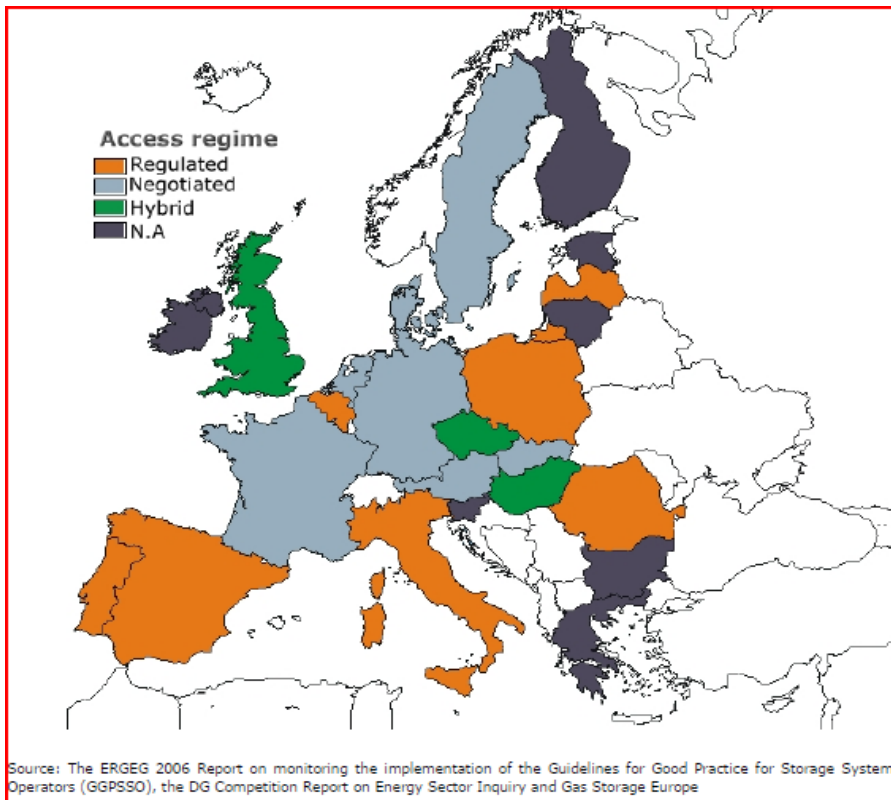 Access regime
Regulated
Negotiated
Hybrid
N.A
Source: The ERGEG 2006 Report on monitoring the implementation of the Guidelines for Good Practice for Storage System
Operators (GGPSSO), the DG Competition Report on Energy Sector Inquiry and Gas Storage Europe